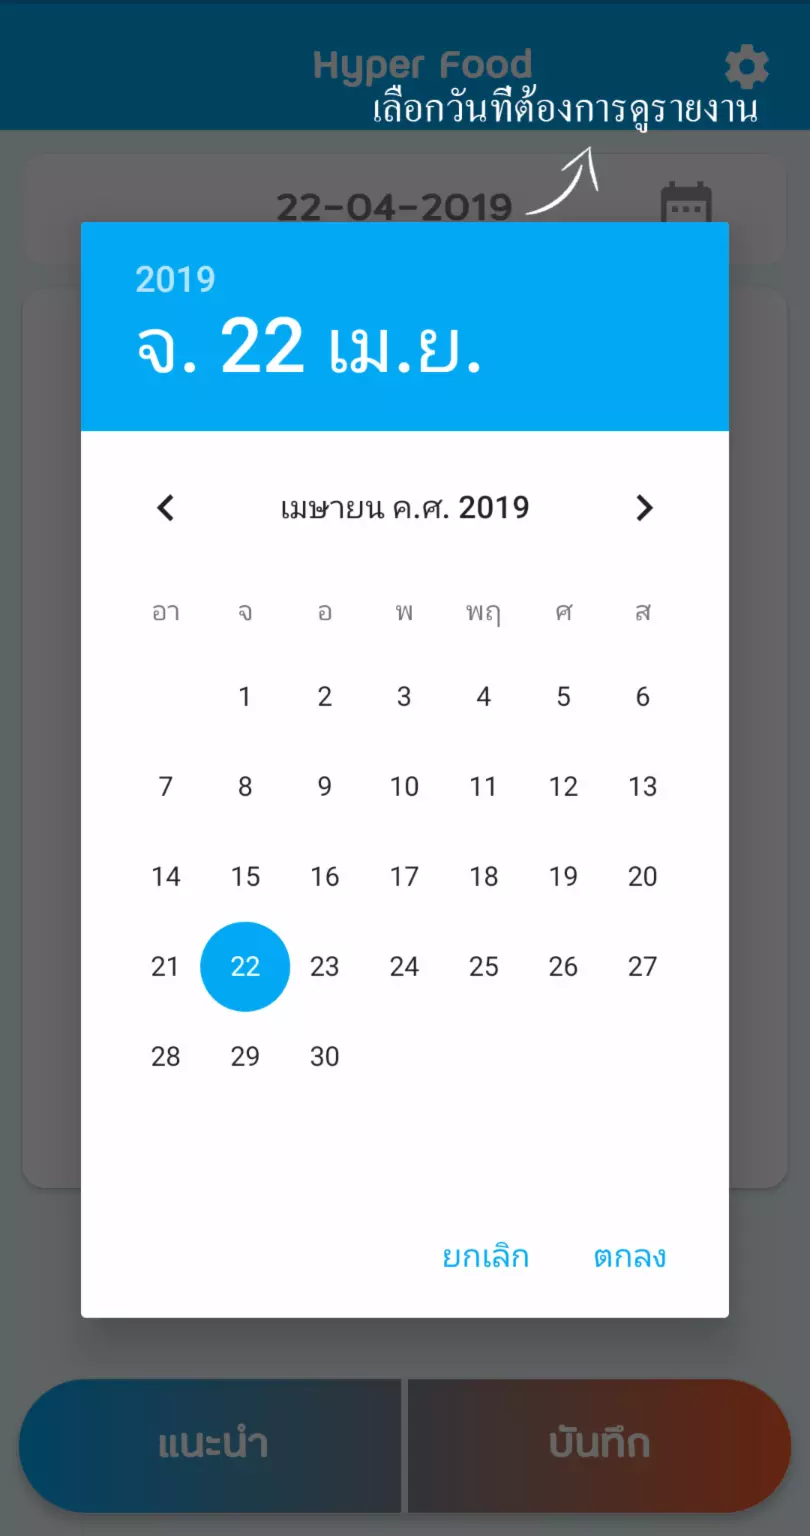 Hyper Food
เลือกวันที่ต้องการดูรายงาน
22-04-2019
2019
จ. 22 เม.ย.
เมษายน ค.ศ. 2019
อา จ อ พ พฤ ศ ส
1 2 3 4 5 6
7 8 9 10 11 12 13
14 15 16 17 18 19 20
21 22 23 24 25 26 27
28 29 30
ยกเลิก ตกลง
แนะนำ บันทึก